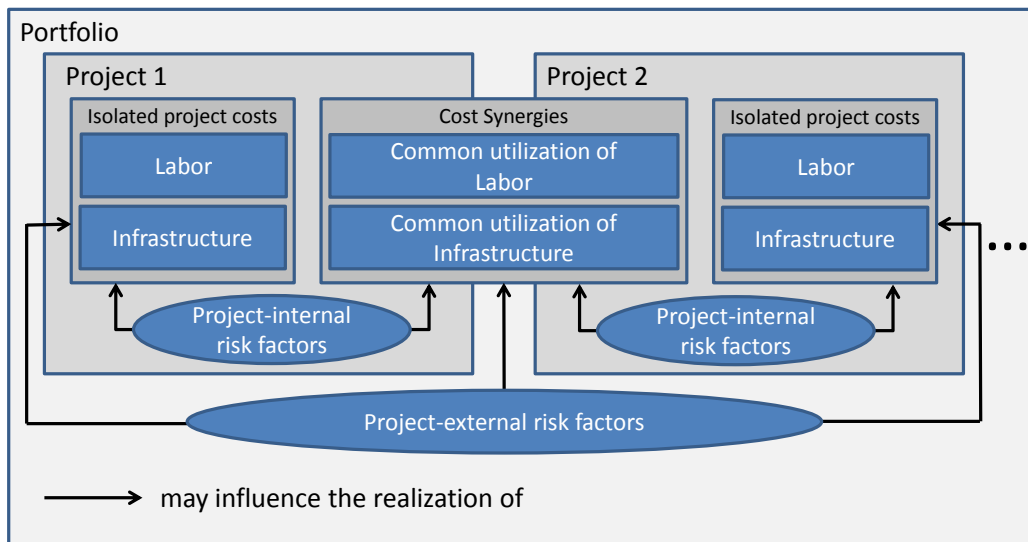 Portfolio
Project 1
Project 2
Isolated project costs
Cost Synergies
Isolated project costs
Labor
Common utilization of
Labor
Labor
Infrastructure
Common utilization of
Infrastructure
Infrastructure
...
Project-internal
risk factors
Project-internal
risk factors
Project-external risk factors
may influence the realization of